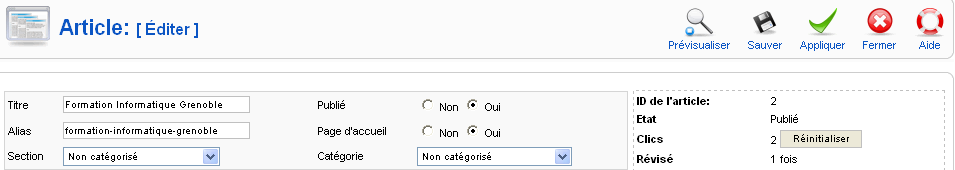 Article: [ Éditer ]
Prévisualiser Sauver Appliquer Fermer Aide
Titre Formation Informatique Grenoble Publié Non Oui
Alias formation-informatique-grenoble Page d'accueil Non Oui
Section Non catégorisé Catégorie Non catégorisé
ID de l'article: 2
Etat Publié
Clics 2 Réinitialiser
Révisé 1 fois